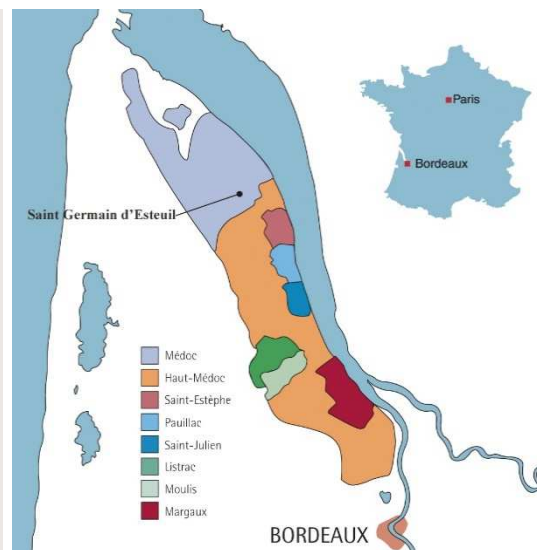 Paris
Bordeaux
Saint Germain d'Esteuil
Médoc
Haut-Médoc
Saint-Estèphe
Pauillac
Saint-Julien
Listrac
Moulis
Margaux
BORDEAUX